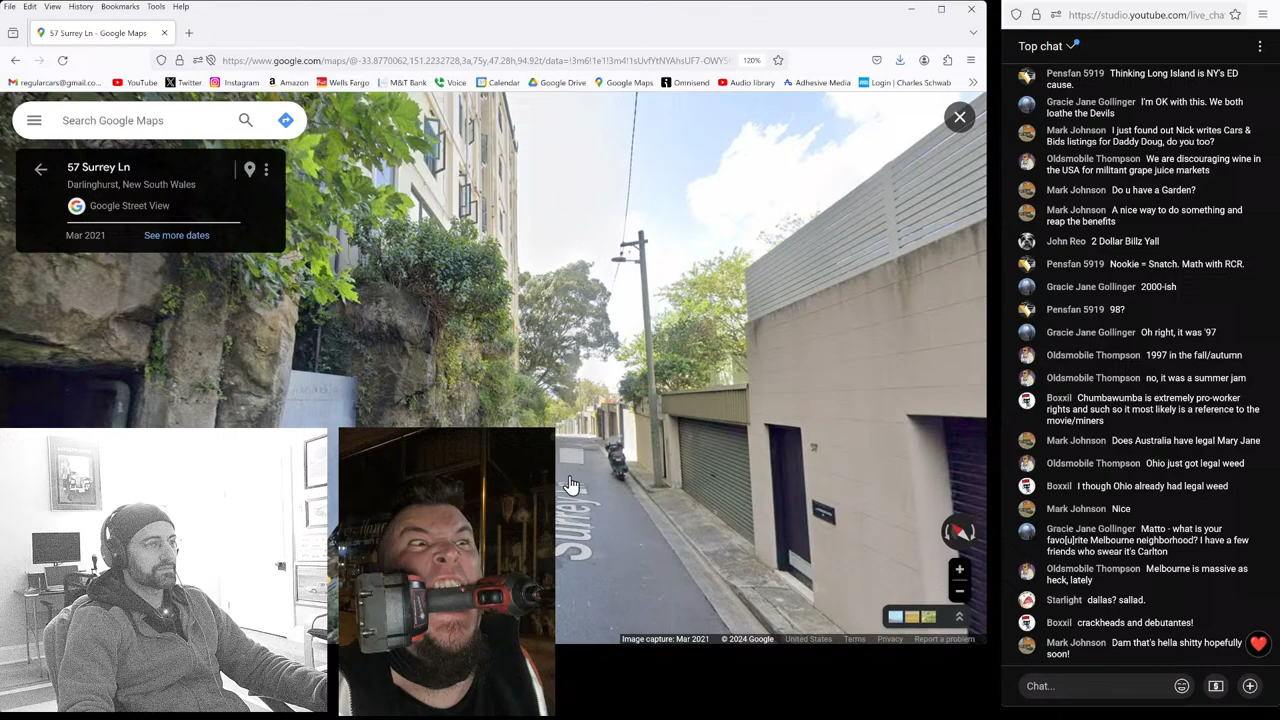 File Edit View History Bookmarks Tools Help
57 Surrey Ln - Google Maps
https://www.google.com/maps/@-33.8770062,151.2232728,3a,75y,47.28h,94.92t/data=!3m6!1e1!3m4!1sUvfYtNYAhsUF7-OWY5
120%
regularcars@gmail.co... YouTube Twitter Instagram Amazon Wells Fargo M&T Bank Voice Calendar Google Drive Google Maps Omnisend Audio library Adhesive Media Login | Charles Schwab
Search Google Maps
57 Surrey Ln
Darlinghurst, New South Wales
Google Street View
Mar 2021 See more dates
Surrey
Image capture: Mar 2021 © 2024 Google United States Terms Privacy Report a problem
https://studio.youtube.com/live_cha
Top chat
Pensfan 5919 Thinking Long Island is NY's ED
cause.
Gracie Jane Gollinger I'm OK with this. We both
loathe the Devils
Mark Johnson I just found out Nick writes Cars &
Bids listings for Daddy Doug, do you too?
Oldsmobile Thompson We are discouraging wine in
the USA for militant grape juice markets
Mark Johnson Do u have a Garden?
Mark Johnson A nice way to do something and
reap the benefits
John Reo 2 Dollar Billz Yall
Pensfan 5919 Nookie = Snatch. Math with RCR.
Gracie Jane Gollinger 2000-ish
Pensfan 5919 98?
Gracie Jane Gollinger Oh right, it was '97
Oldsmobile Thompson 1997 in the fall/autumn
Oldsmobile Thompson no, it was a summer jam
Boxxil Chumbawumba is extremely pro-worker
rights and such so it most likely is a reference to the
movie/miners
Mark Johnson Does Australia have legal Mary Jane
Oldsmobile Thompson Ohio just got legal weed
Boxxil I though Ohio already had legal weed
Mark Johnson Nice
Gracie Jane Gollinger Matto - what is your
favo[u]rite Melbourne neighborhood? I have a few
friends who swear it's Carlton
Oldsmobile Thompson Melbourne is massive as
heck, lately
Starlight dallas? sallad.
Boxxil crackheads and debutantes!
Mark Johnson Dam that's hella shitty hopefully
soon!
Chat...